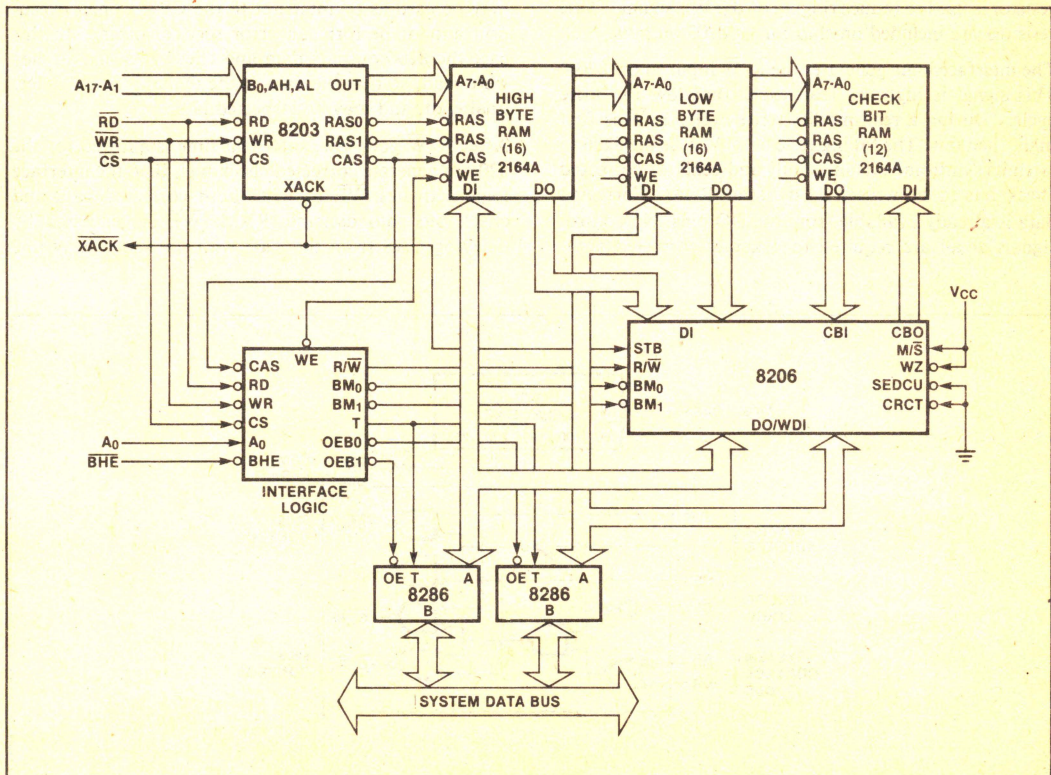 A17-A1
RD
WR
CS
XACK
B0,AH,AL OUT
RD RAS0
8203
WR RAS1
CS CAS
XACK
A7-A0
HIGH
BYTE
RAM
(16)
2164A
RAS
RAS
CAS
WE
DI DO
A7-A0
LOW
BYTE
RAM
(16)
2164A
RAS
RAS
CAS
WE
DI DO
A7-A0
CHECK
BIT
RAM
(12)
2164A
RAS
RAS
CAS
WE
DO DI
VCC
DI CBI CBO
STB M/S
R/W WZ
8206
BM0 SEDCU
BM1 CRCT
DO/WDI
WE
CAS R/W
RD BM0
WR BM1
CS T
A0 OEB0
BHE OEB1
A0
BHE
INTERFACE
LOGIC
OE T A
8286
B
OE T A
8286
B
SYSTEM DATA BUS